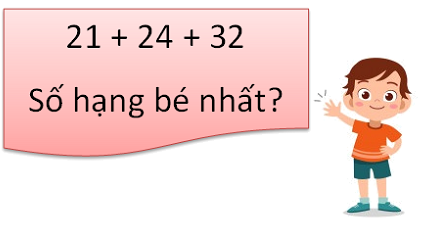 21 + 24 + 32
Số hạng bé nhất?